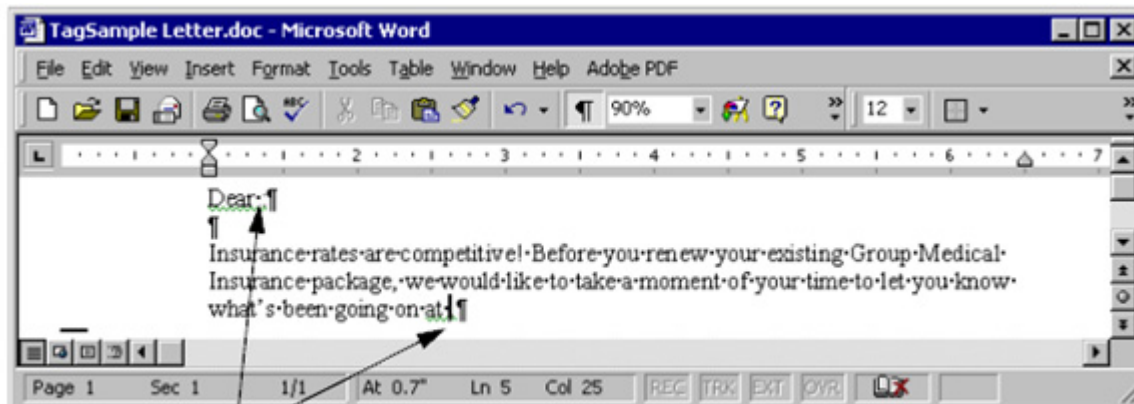 TagSample Letter.doc - Microsoft Word
File Edit View Insert Format Tools Table Window Help Adobe PDF
ABC ¶ 90% 12
2 3 4 5 6 7
Dear·,¶
¶
Insurance·rates·are·competitive!·Before·you·renew·your·existing·Group·Medical·
Insurance·package,·we·would·like·to·take·a·moment·of·your·time·to·let·you·know·
what's·been·going·on·at·.¶
Page 1 Sec 1 1/1 At 0.7" Ln 5 Col 25 REC TRK EXT OVR